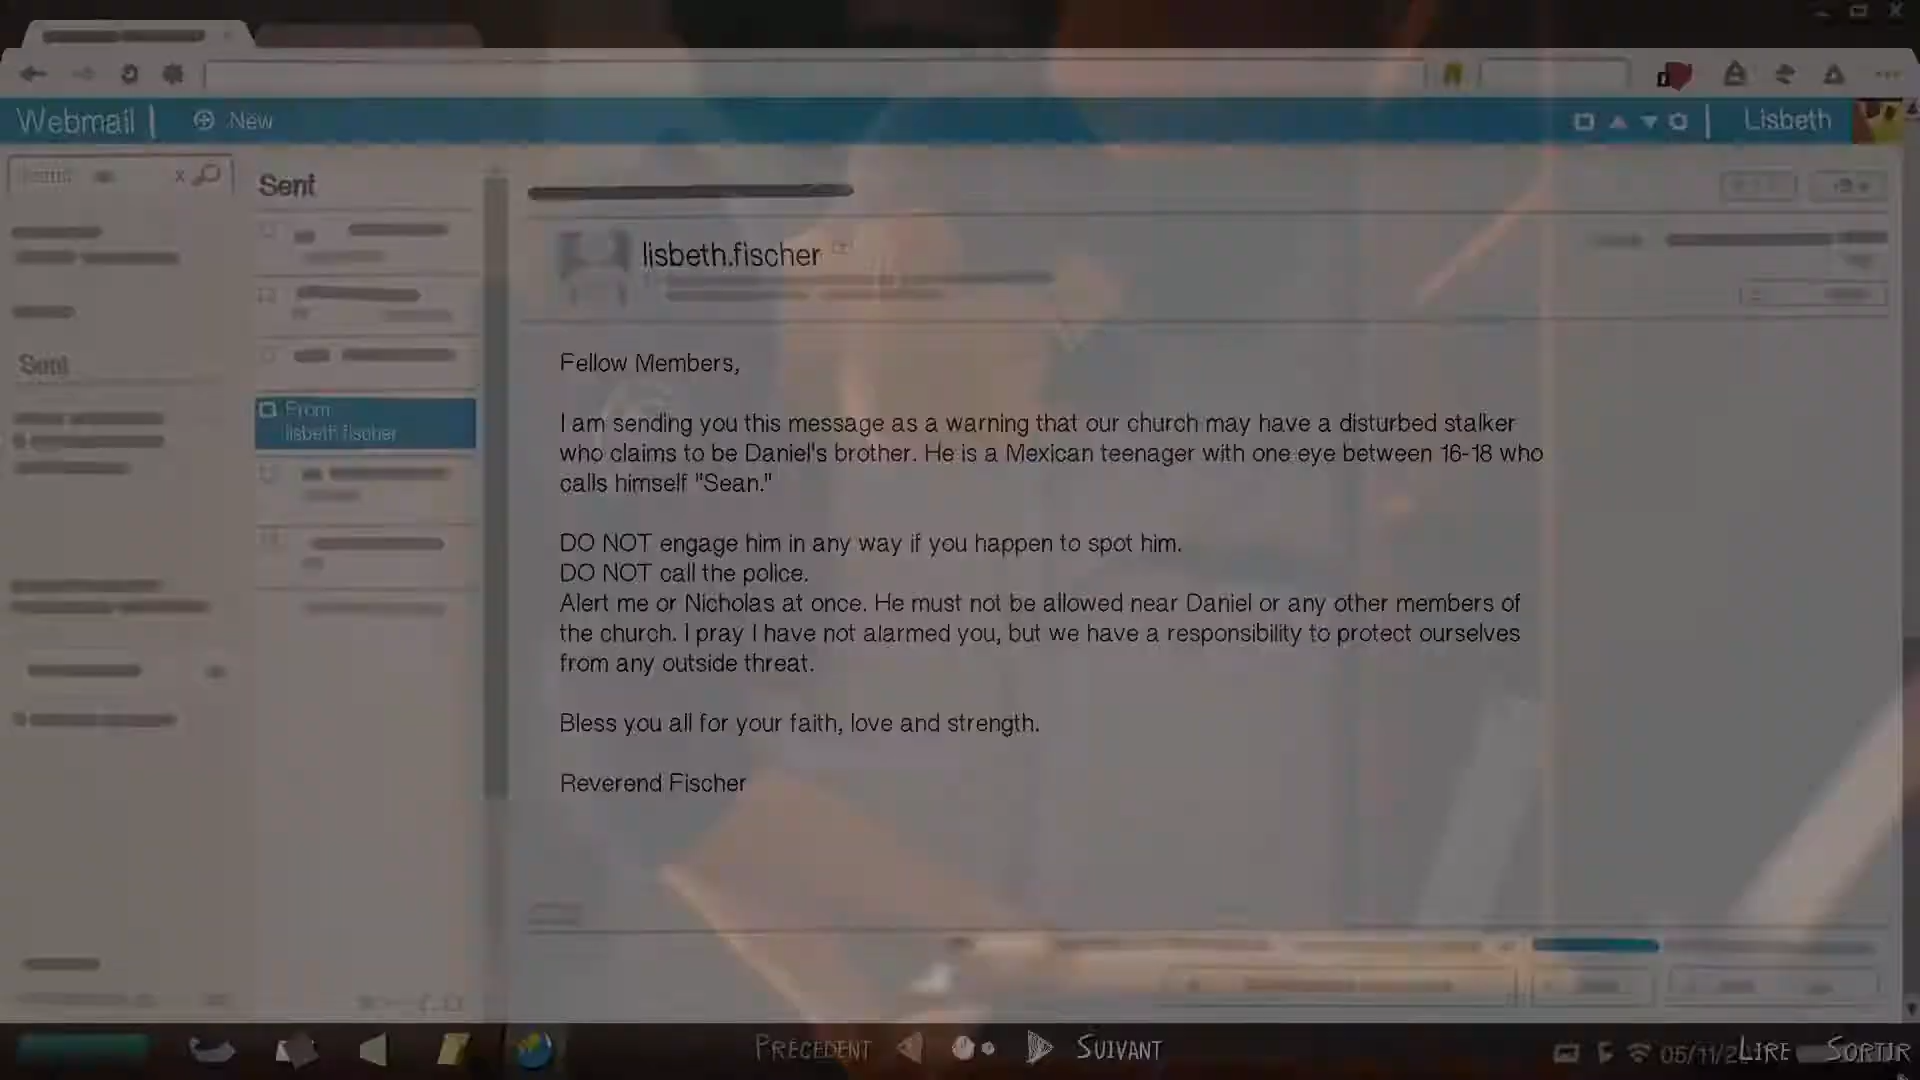 Webmail
New
Lisbeth
Sent
lisbeth.fischer
Fellow Members,
I am sending you this message as a warning that our church may have a disturbed stalker
who claims to be Daniel's brother. He is a Mexican teenager with one eye between 16-18 who
calls himself "Sean."
Sent
From
lisbeth.fischer
DO NOT engage him in any way if you happen to spot him.
DO NOT call the police.
Alert me or Nicholas at once. He must not be allowed near Daniel or any other members of
the church. I pray I have not alarmed you, but we have a responsibility to protect ourselves
from any outside threat.
Bless you all for your faith, love and strength.
Reverend Fischer
PRÉCÉDENT
SUIVANT
LIRE
SORTIR